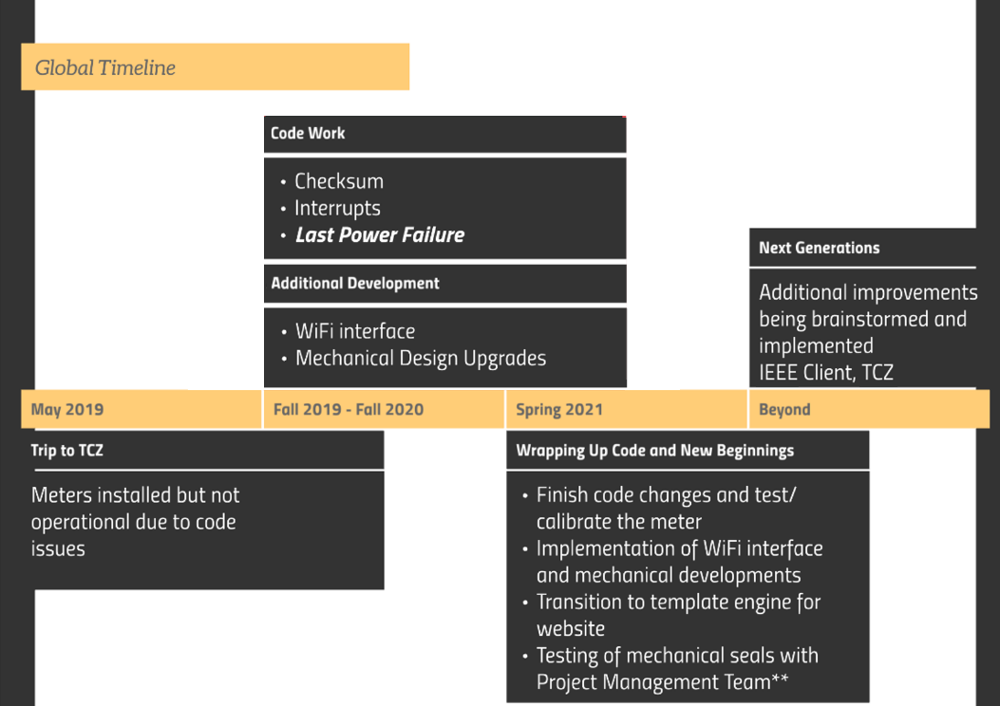 Global Timeline
Code Work
• Checksum
• Interrupts
• Last Power Failure
Additional Development
• WiFi interface
• Mechanical Design Upgrades
Next Generations
Additional improvements
being brainstormed and
implemented
IEEE Client, TCZ
May 2019
Fall 2019 - Fall 2020
Spring 2021
Beyond
Trip to TCZ
Meters installed but not
operational due to code
issues
Wrapping Up Code and New Beginnings
• Finish code changes and test/
calibrate the meter
• Implementation of WiFi interface
and mechanical developments
• Transition to template engine for
website
• Testing of mechanical seals with
Project Management Team**